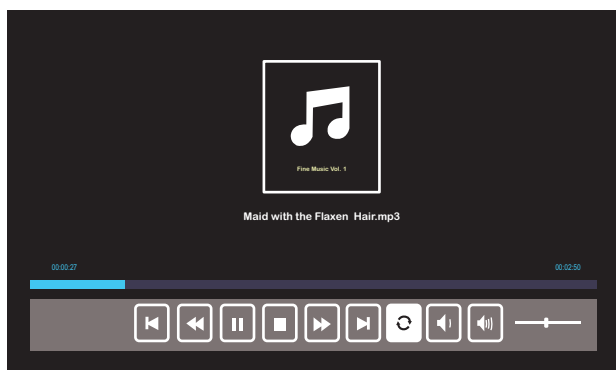 Fine Music Vol. 1
Maid with the Flaxen  Hair.mp3
00:00:27
00:02:50